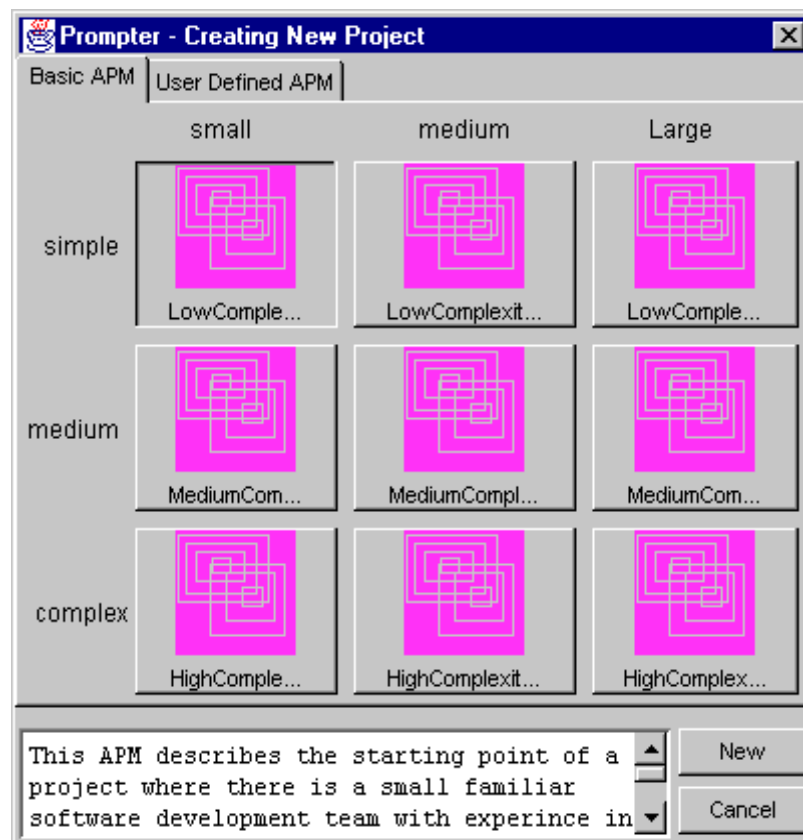 Prompter - Creating New Project
Basic APM User Defined APM
small medium Large
simple
LowComple... LowComplexit... LowComple...
medium
MediumCom... MediumCompl... MediumCom...
complex
HighComple... HighComplexit... HighComplex...
This APM describes the starting point of a
project where there is a small familiar
software development team with experince in
New
Cancel